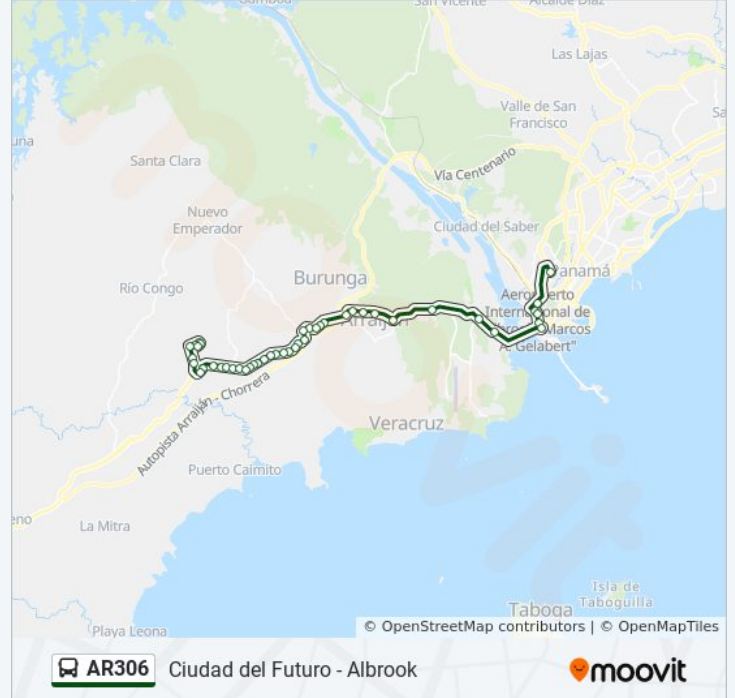 Gamboa
San Vicente
Alcalde Díaz
Las Lajas
Valle de San
Francisco
Santa Clara
Vía Centenario
Nuevo
Emperador
Ciudad del Saber
Río Congo
Burunga
Panamá
Aeropuerto
Internacional de
Marcos
A. Gelabert"
Arraiján
Autopista Arraiján - Chorrera
Veracruz
Puerto Caimito
La Mitra
Isla de
Taboguilla
Taboga
Playa Leona
© OpenStreetMap contributors | © OpenMapTiles
AR306 Ciudad del Futuro - Albrook
moovit